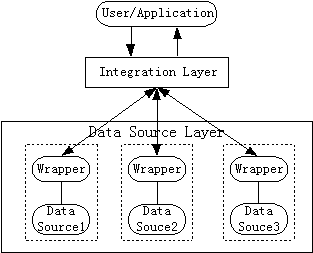 User/Application
Integration Layer
Data Source Layer
Wrapper
Wrapper
Wrapper
Data
Source1
Data
Souce2
Data
Souce3